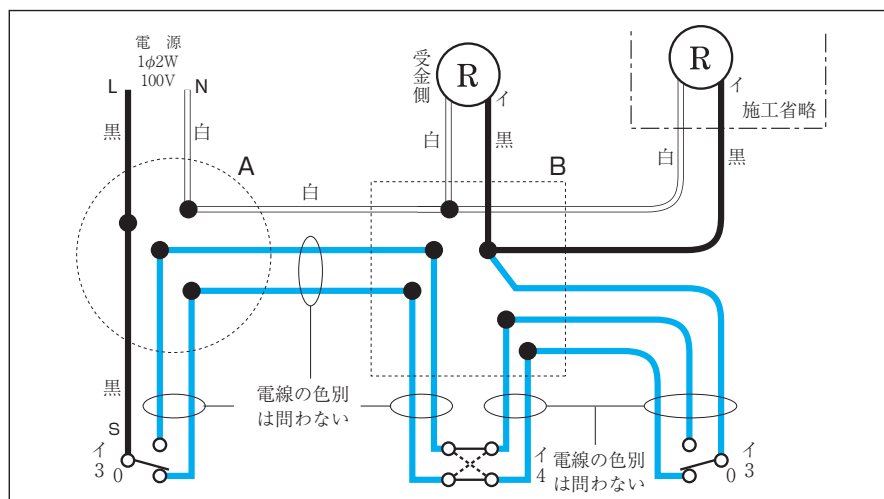 電 源
1φ2W
100V
L
N
黒
白
A
受金側
R
イ
白
黒
R
イ
施工省略
白
黒
白
B
黒
S
電線の色別
は問わない
電線の色別
は問わない
イ
3
0
イ
4
イ
3
0